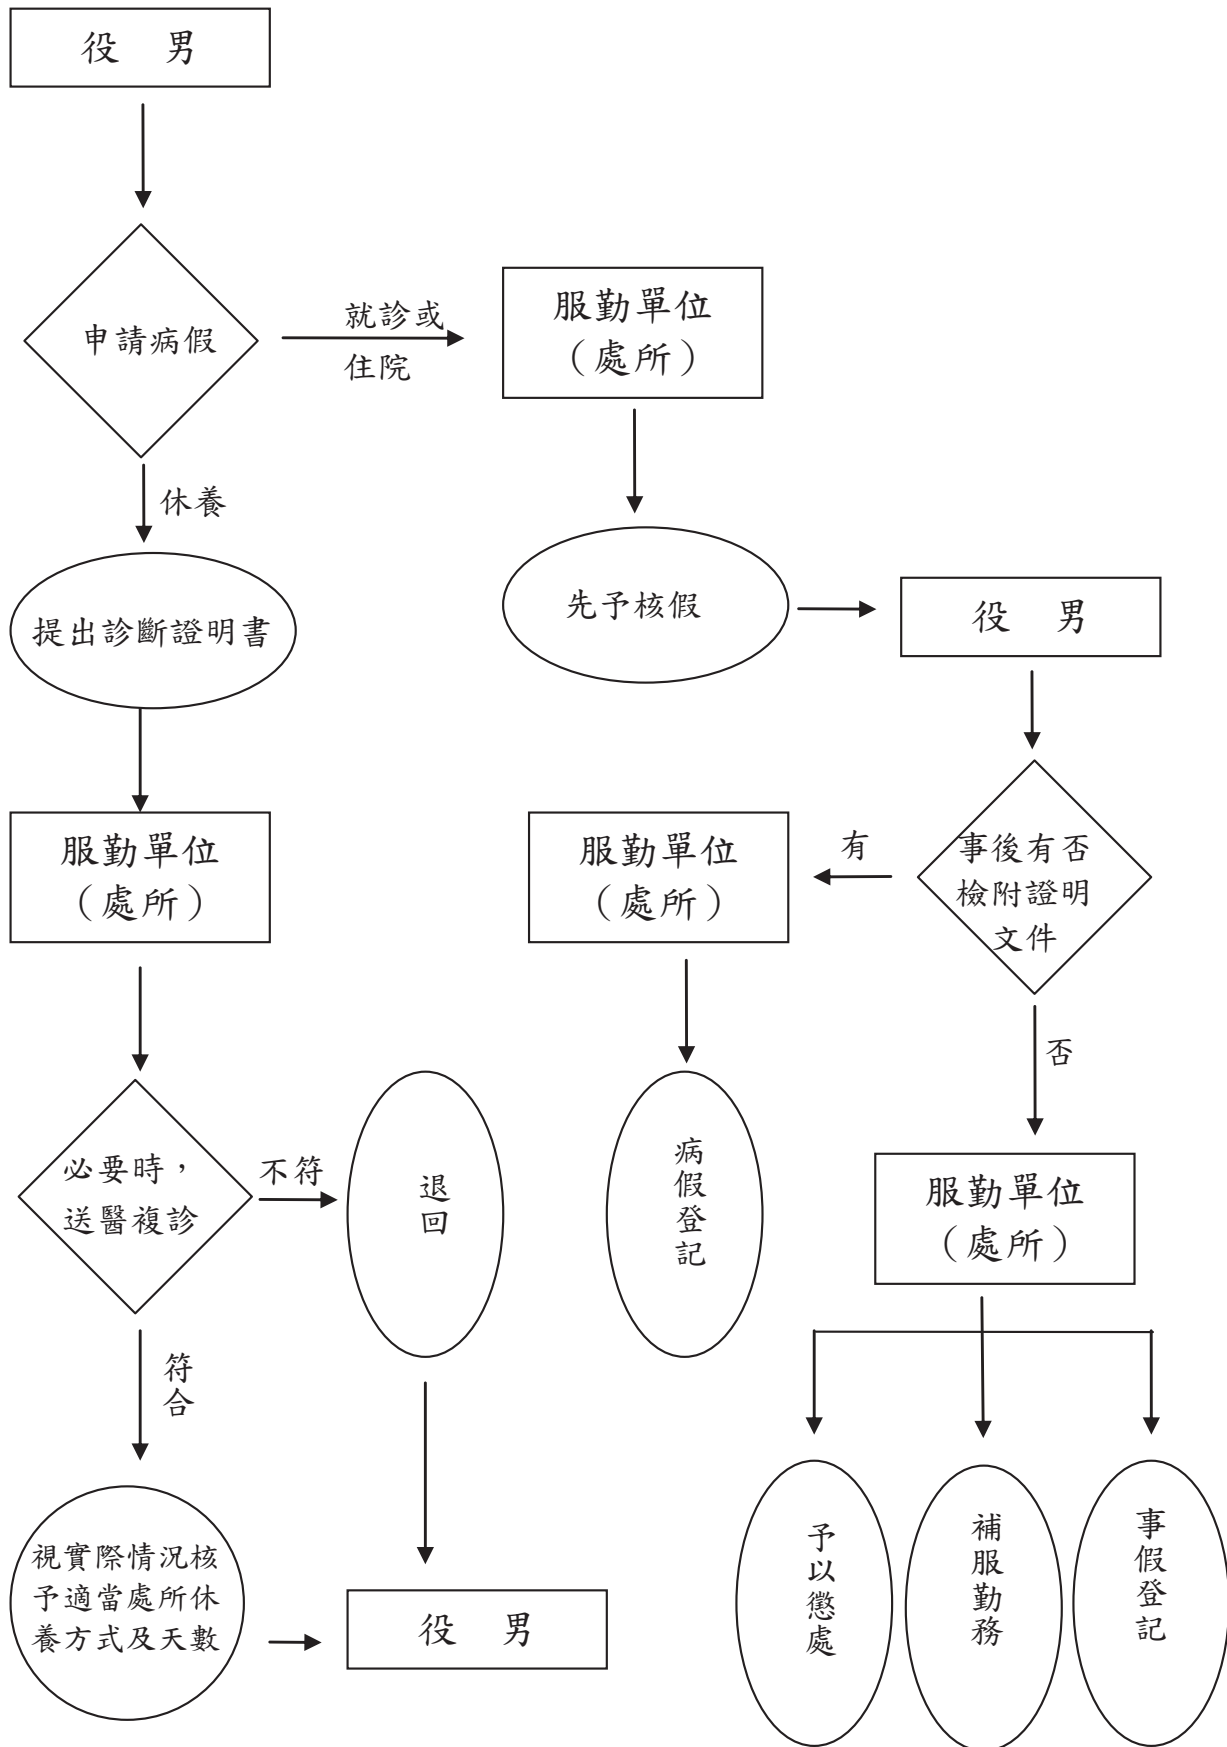 役 男
申請病假
就診或
住院
服勤單位
（處所）
休養
先予核假
役 男
提出診斷證明書
服勤單位
（處所）
服勤單位
（處所）
有
事後有否
檢附證明
文件
否
必要時，
送醫複診
不符
退回
病假登記
服勤單位
（處所）
符合
視實際情況核
予適當處所休
養方式及天數
役 男
予以懲處
補服勤務
事假登記